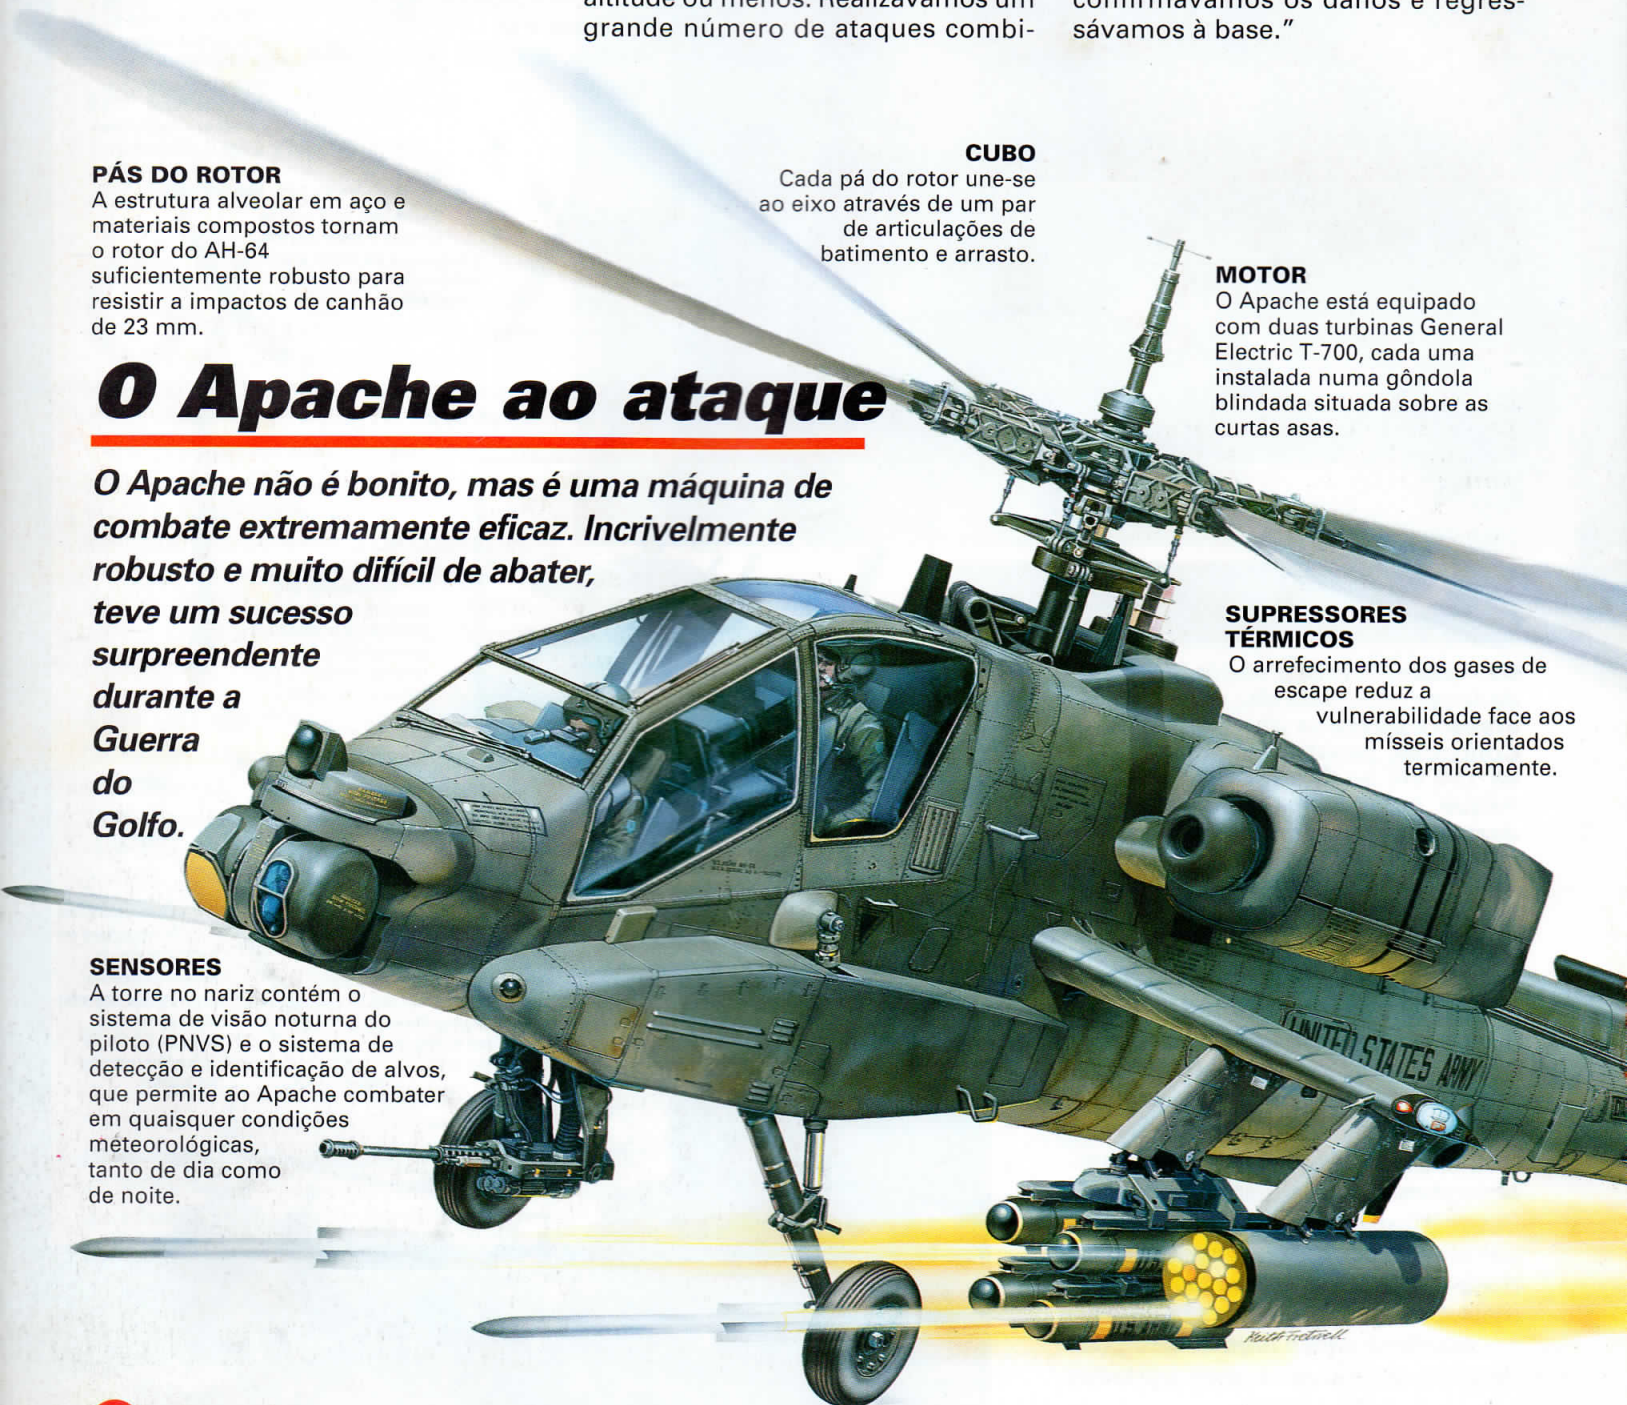 grande número de ataques combi-
sávamos à base.”
PÁS DO ROTOR
A estrutura alveolar em aço e
materiais compostos tornam
o rotor do AH-64
suficientemente robusto para
resistir a impactos de canhão
de 23 mm.
CUBO
Cada pá do rotor une-se
ao eixo através de um par
de articulações de
batimento e arrasto.
MOTOR
O Apache está equipado
com duas turbinas General
Electric T-700, cada uma
instalada numa gôndola
blindada situada sobre as
curtas asas.
O Apache ao ataque
O Apache não é bonito, mas é uma máquina de
combate extremamente eficaz. Incrivelmente
robusto e muito difícil de abater,
teve um sucesso
surpreendente
durante a
Guerra
do
Golfo.
SUPRESSORES
TÉRMICOS
O arrefecimento dos gases de
escape reduz a
vulnerabilidade face aos
mísseis orientados
termicamente.
SENSORES
A torre no nariz contém o
sistema de visão noturna do
piloto (PNVS) e o sistema de
detecção e identificação de alvos,
que permite ao Apache combater
em quaisquer condições
méteorológicas,
tanto de dia como
de noite.
UNITED STATES ARMY
Keith Fretwell